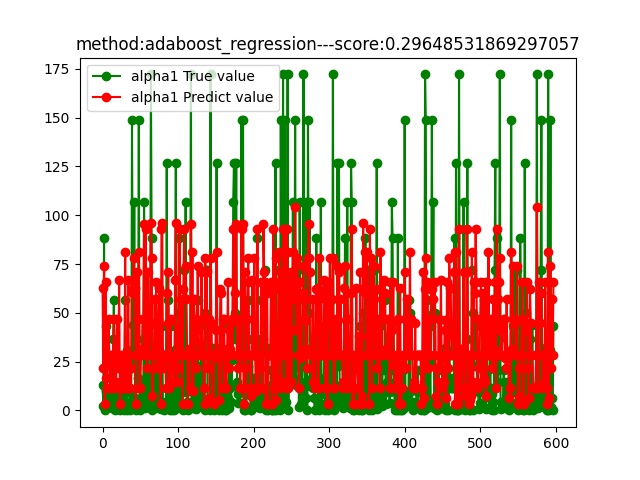 method:adaboost_regression---score:0.29648531869297057
alpha1 True value
alpha1 Predict value
175
150
125
100
75
50
25
0
0 100 200 300 400 500 600